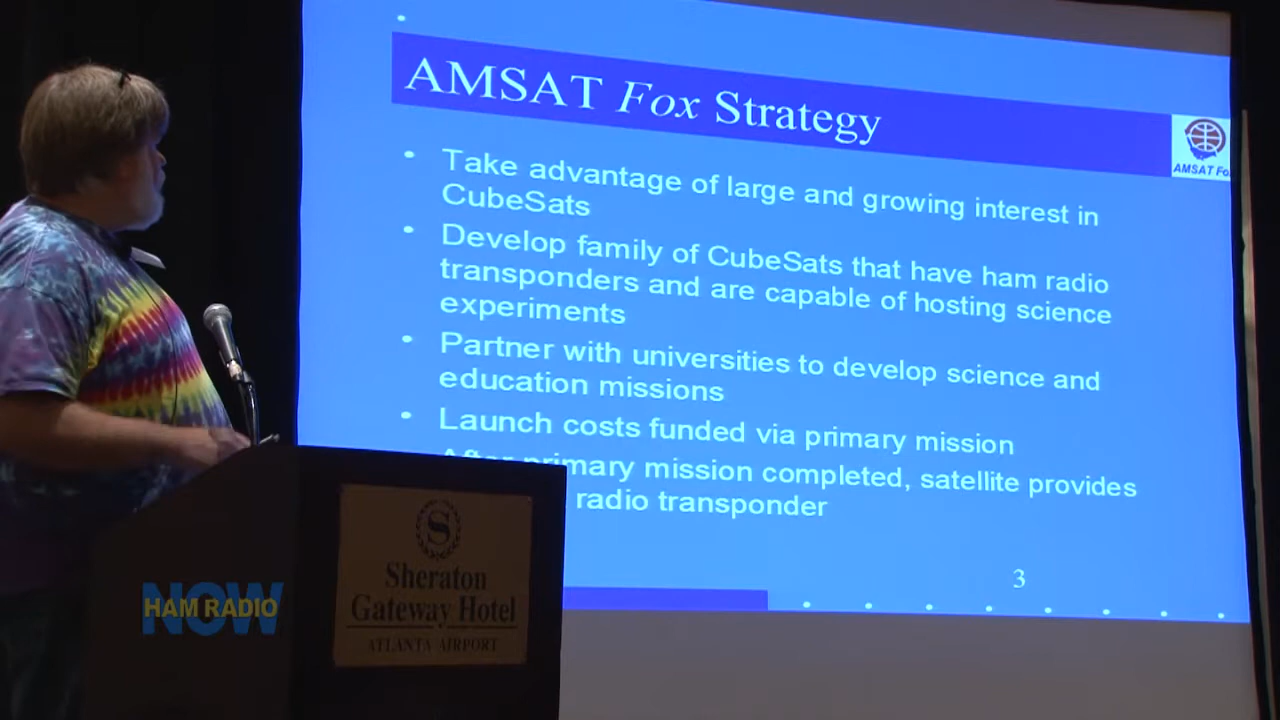 AMSAT Fox Strategy
AMSAT Fo
• Take advantage of large and growing interest in
CubeSats
• Develop family of CubeSats that have ham radio
transponders and are capable of hosting science
experiments
• Partner with universities to develop science and
education missions
• Launch costs funded via primary mission
After primary mission completed, satellite provides
radio transponder
3
S
Sheraton
Gateway Hotel
ATLANTA AIRPORT
NOW
HAM RADIO